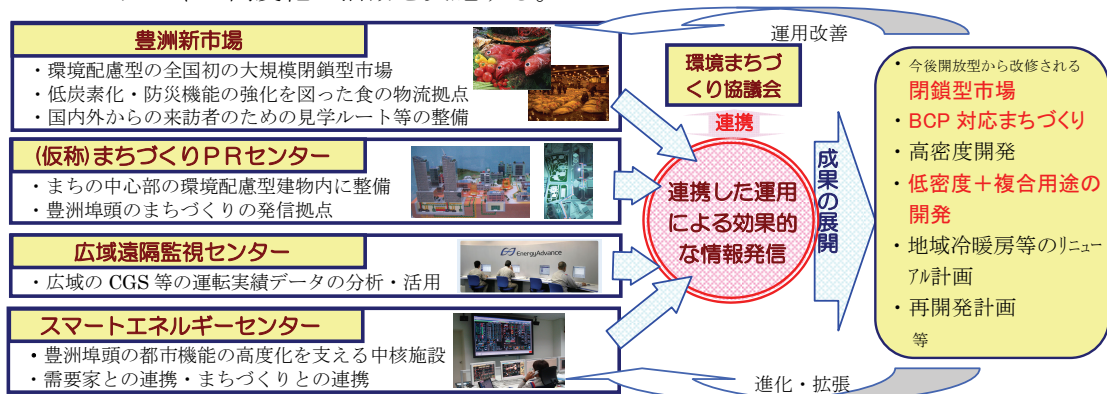 豊洲新市場
・環境配慮型の全国初の大規模閉鎖型市場
・低炭素化・防災機能の強化を図った食の物流拠点
・国内外からの来訪者のための見学ルート等の整備
(仮称)まちづくりPRセンター
・まちの中心部の環境配慮型建物内に整備
・豊洲埠頭のまちづくりの発信拠点
広域遠隔監視センター
・広域の CGS 等の運転実績データの分析・活用
EnergyAdvance
スマートエネルギーセンター
・豊洲埠頭の都市機能の高度化を支える中核施設
・需要家との連携・まちづくりとの連携
運用改善
環境まちづ
くり協議会
連携
連携した運用
による効果的
な情報発信
成果の展開
進化・拡張
・今後開放型から改修される
閉鎖型市場
・BCP 対応まちづくり
・高密度開発
・低密度＋複合用途の
開発
・地域冷暖房等のリニュー
アル計画
・再開発計画
等